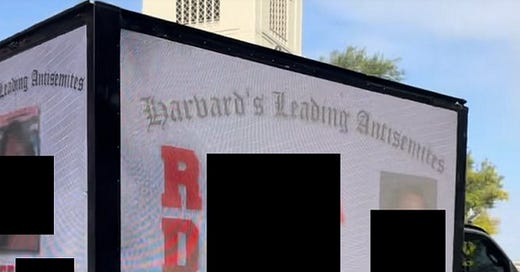 Leading Antisemites
Harvard's Leading Antisemites
R
D